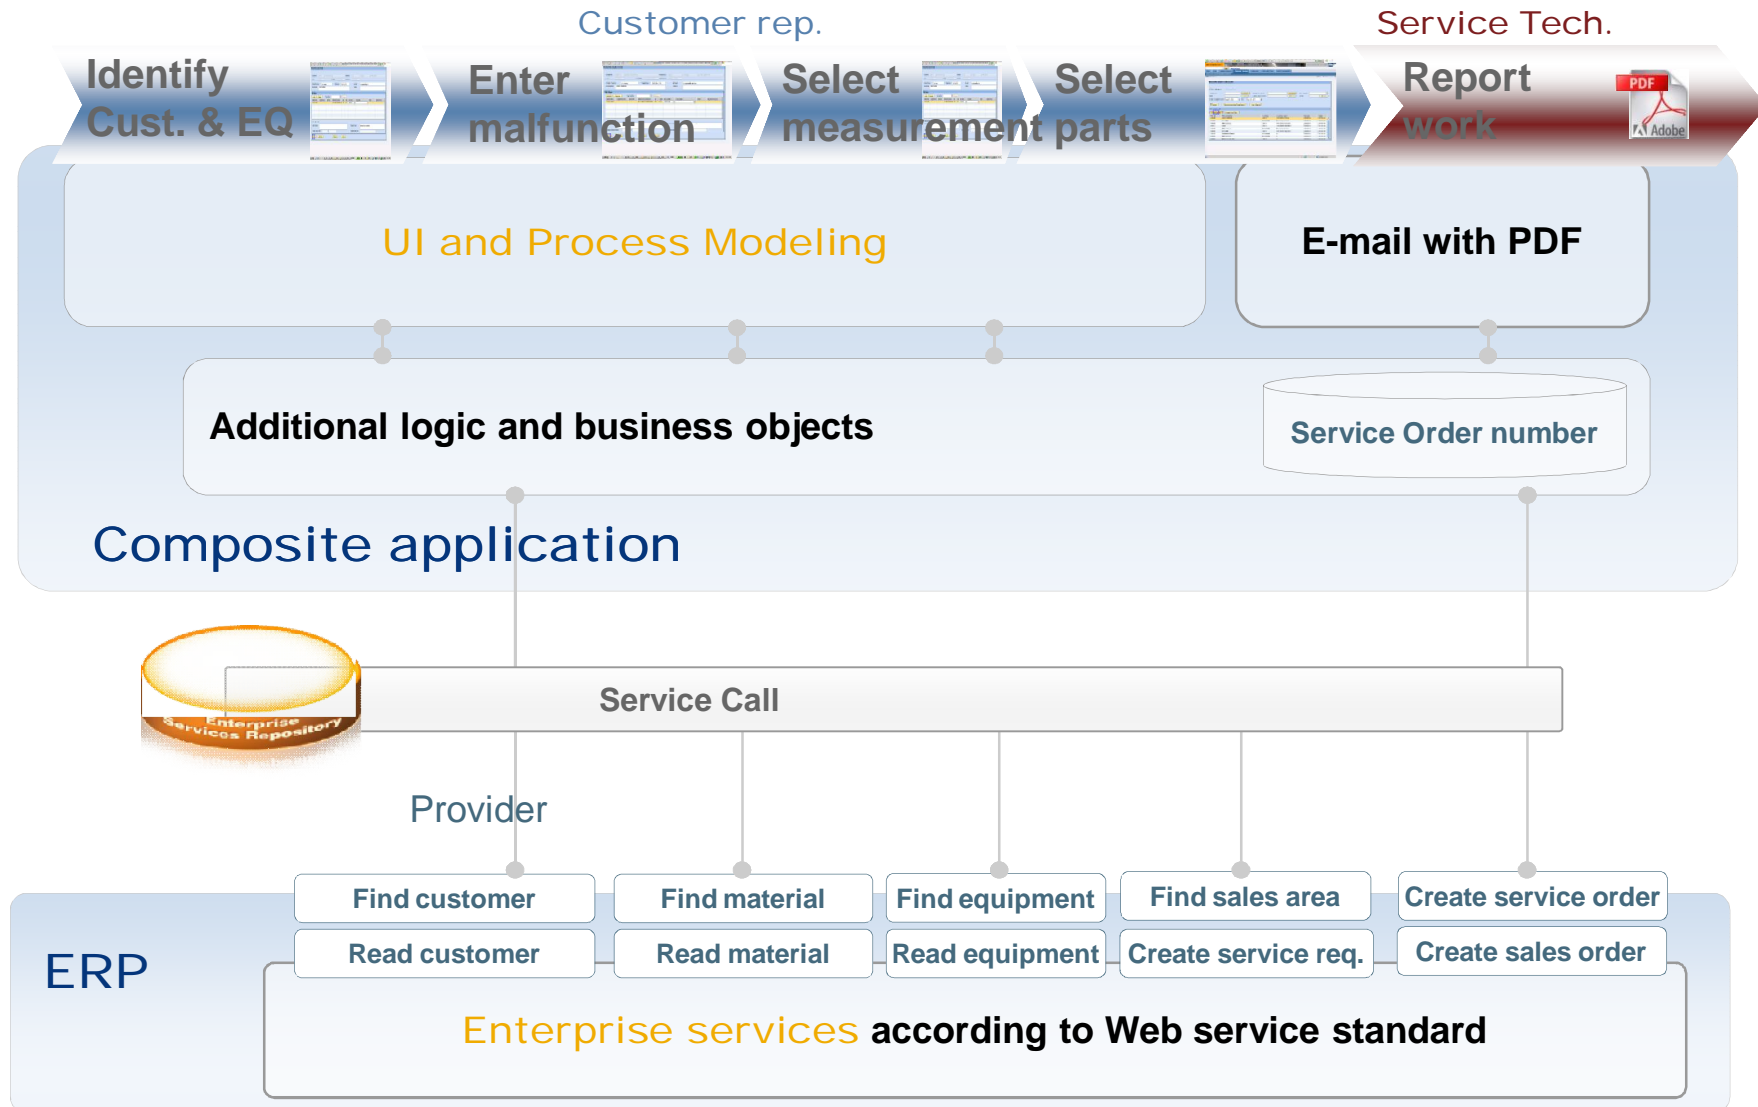 Customer rep.
Service Tech.
Identify
Cust. & EQ
Enter
malfunction
Select
measurement
Select
parts
Report
work
PDF
Adobe
UI and Process Modeling
E-mail with PDF
Additional logic and business objects
Service Order number
Composite application
Enterprise
Services Repository
Service Call
Provider
Find customer
Find material
Find equipment
Find sales area
Create service order
Read customer
Read material
Read equipment
Create service req.
Create sales order
ERP
Enterprise services according to Web service standard